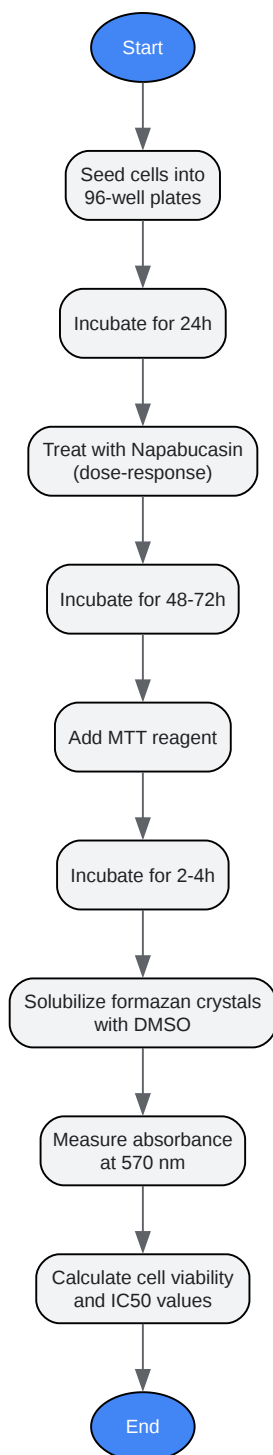 Start
Seed cells into
96-well plates
Incubate for 24h
Treat with Napabucasin
(dose-response)
Incubate for 48-72h
Add MTT reagent
Incubate for 2-4h
Solubilize formazan crystals
with DMSO
Measure absorbance
at 570 nm
Calculate cell viability
and IC50 values
End